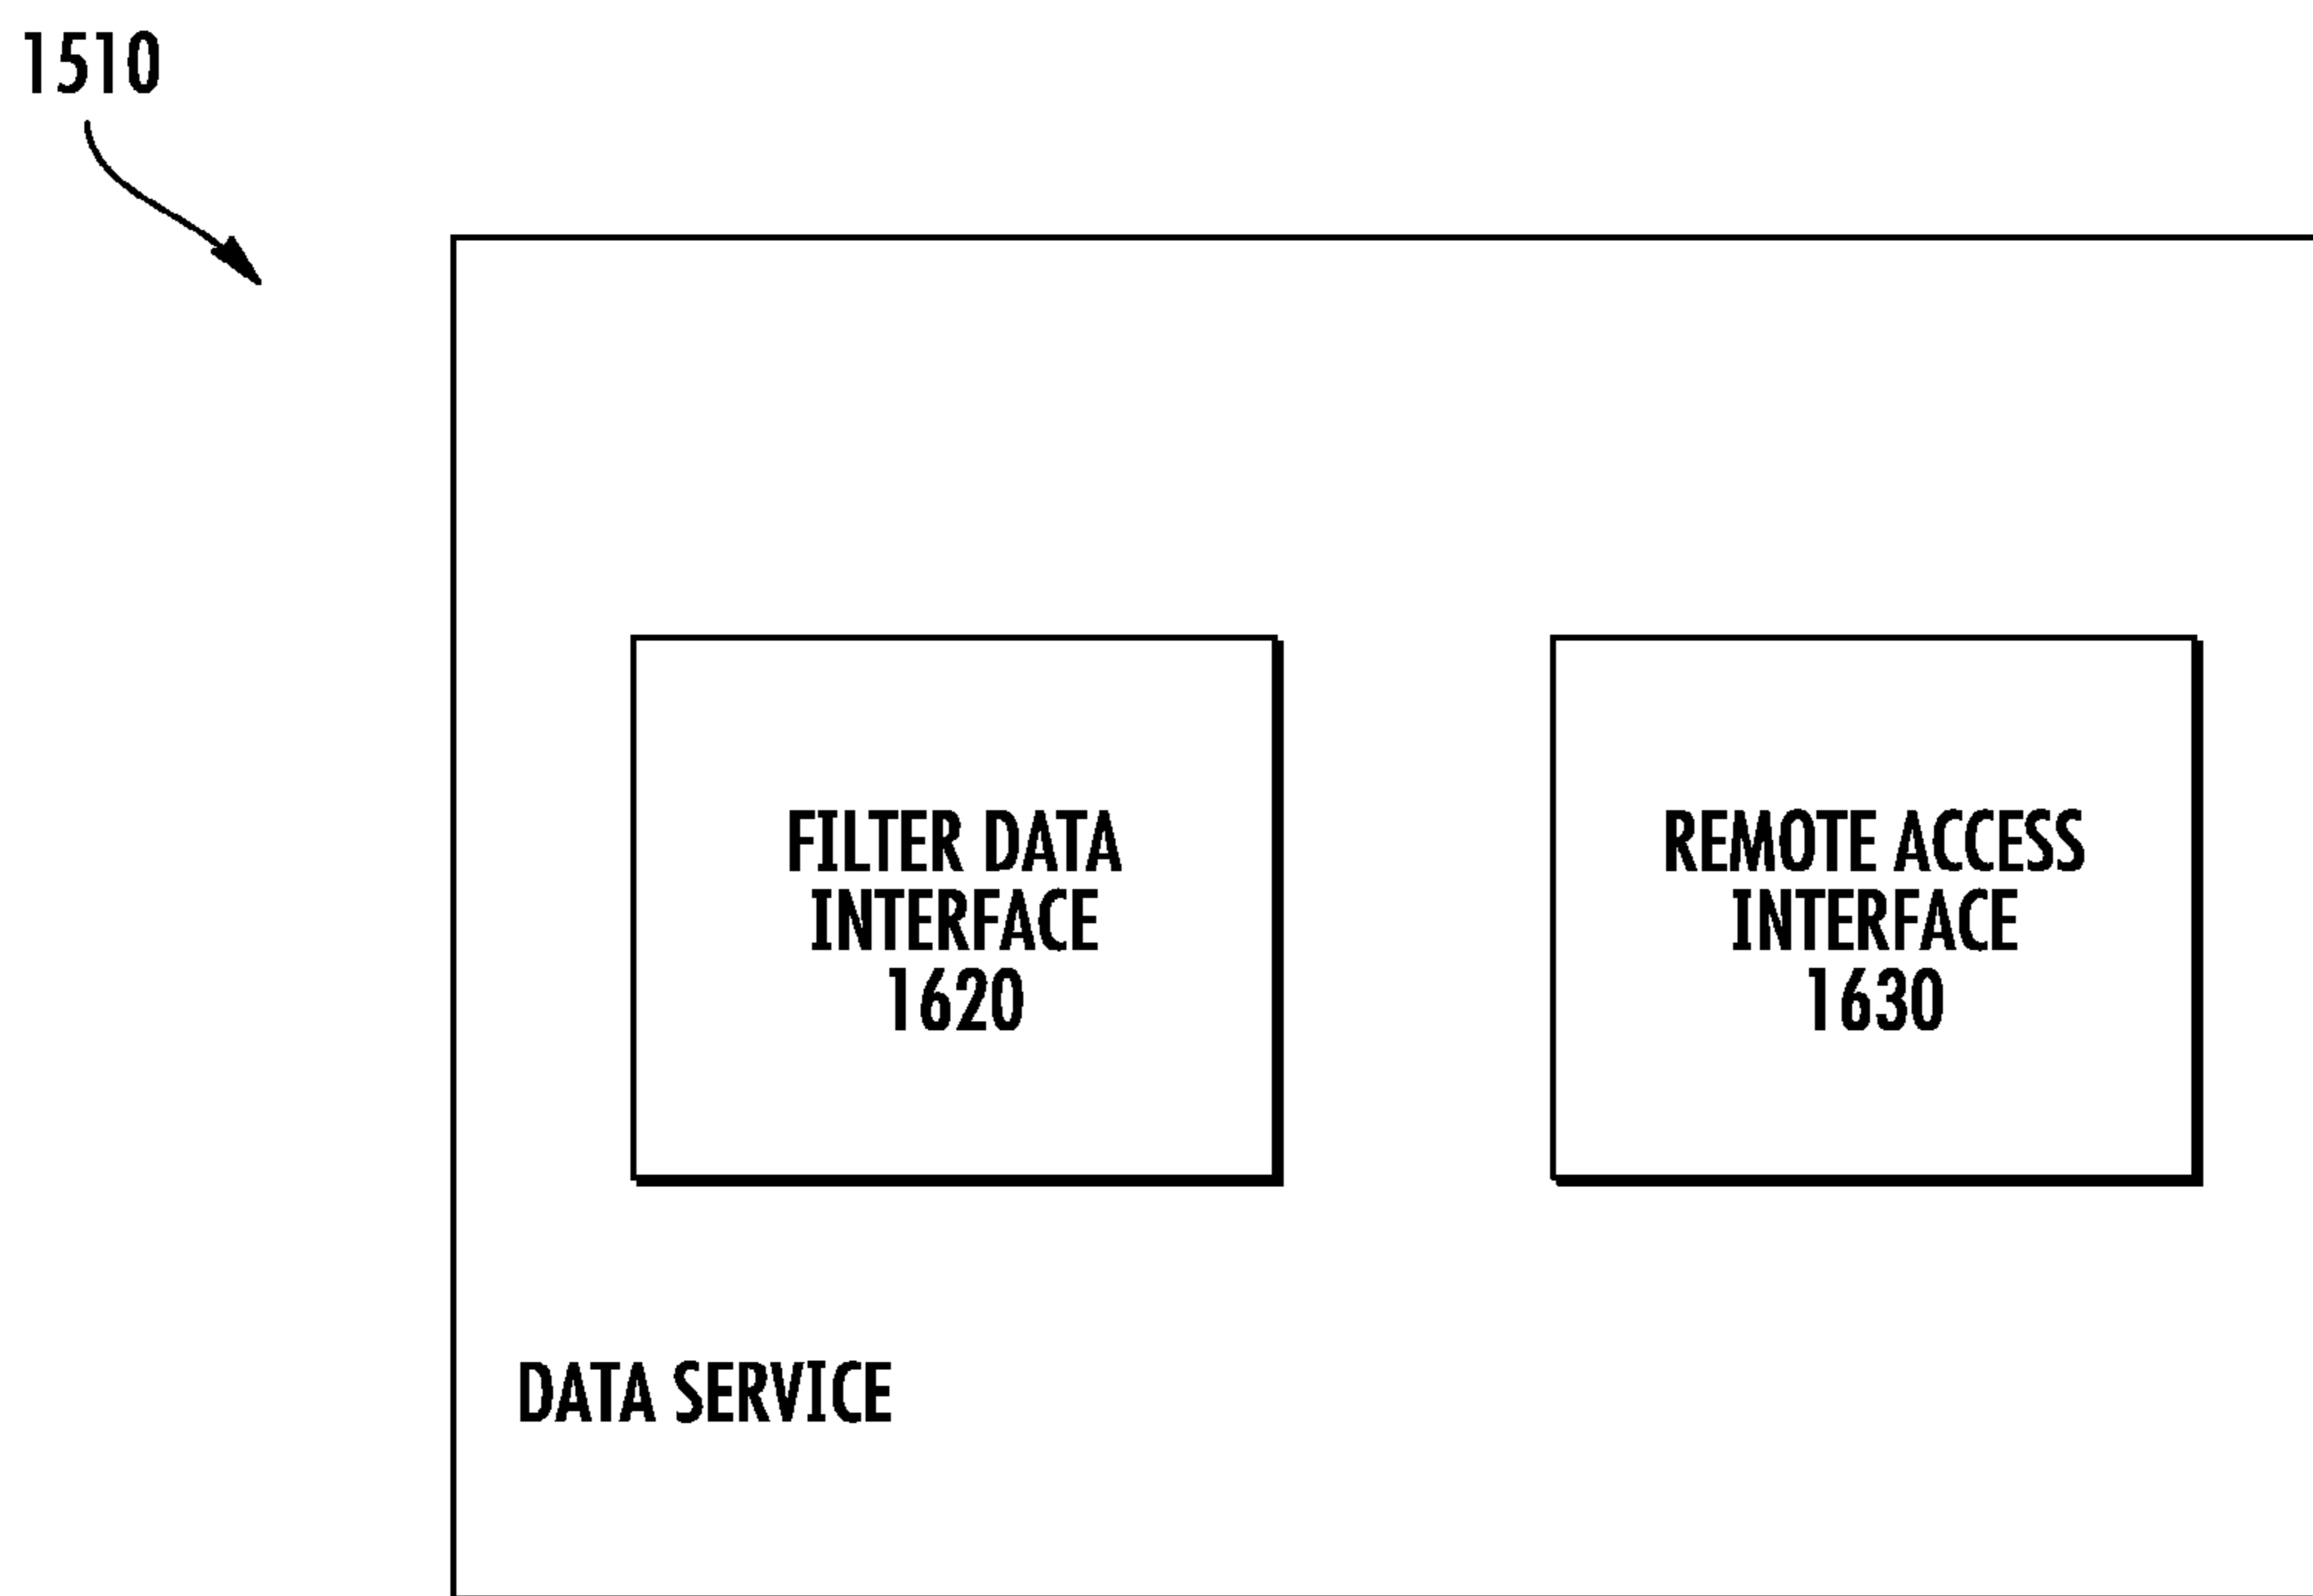 1510
FILTER DATA
INTERFACE
1620
REMOTE ACCESS
INTERFACE
1630
DATA SERVICE